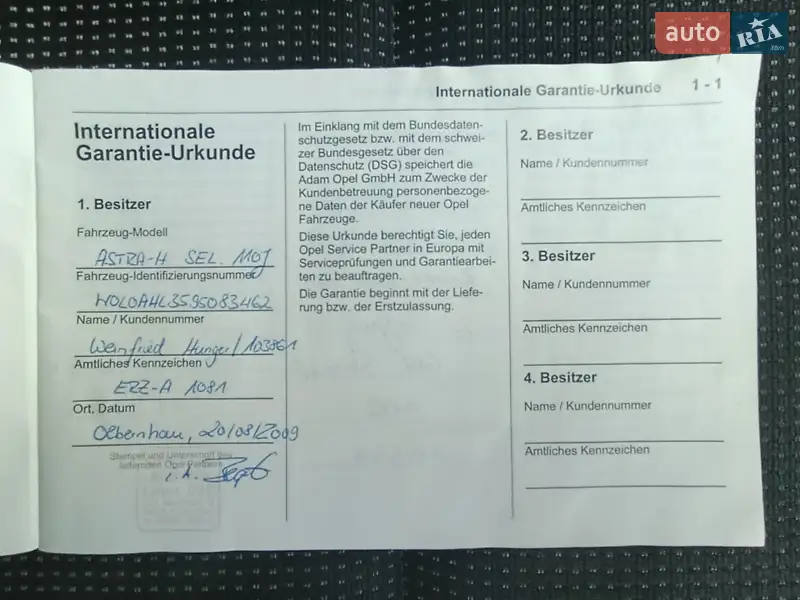 auto RIA .com
Internationale Garantie-Urkunde 1 - 1
Internationale
Garantie-Urkunde
1. Besitzer
Fahrzeug-Modell
ASTRA-H SEL. 110J
Fahrzeug-Identifizierungsnummer
W0L0AHL3595083462
Name / Kundennummer
Weinfried Hunger / 103861
Amtliches Kennzeichen
ERZ-A 1081
Ort, Datum
Olbernhau, 20/08/2009
Stempel und Unterschrift des
liefernden Opel Partners
i.A.
Im Einklang mit dem Bundesdaten-
schutzgesetz bzw. mit dem schwei-
zer Bundesgesetz über den
Datenschutz (DSG) speichert die
Adam Opel GmbH zum Zwecke der
Kundenbetreuung personenbezoge-
ne Daten der Käufer neuer Opel
Fahrzeuge.
Diese Urkunde berechtigt Sie, jeden
Opel Service Partner in Europa mit
Serviceprüfungen und Garantiearbei-
ten zu beauftragen.
Die Garantie beginnt mit der Liefe-
rung bzw. der Erstzulassung.
2. Besitzer
Name / Kundennummer
Amtliches Kennzeichen
3. Besitzer
Name / Kundennummer
Amtliches Kennzeichen
4. Besitzer
Name / Kundennummer
Amtliches Kennzeichen